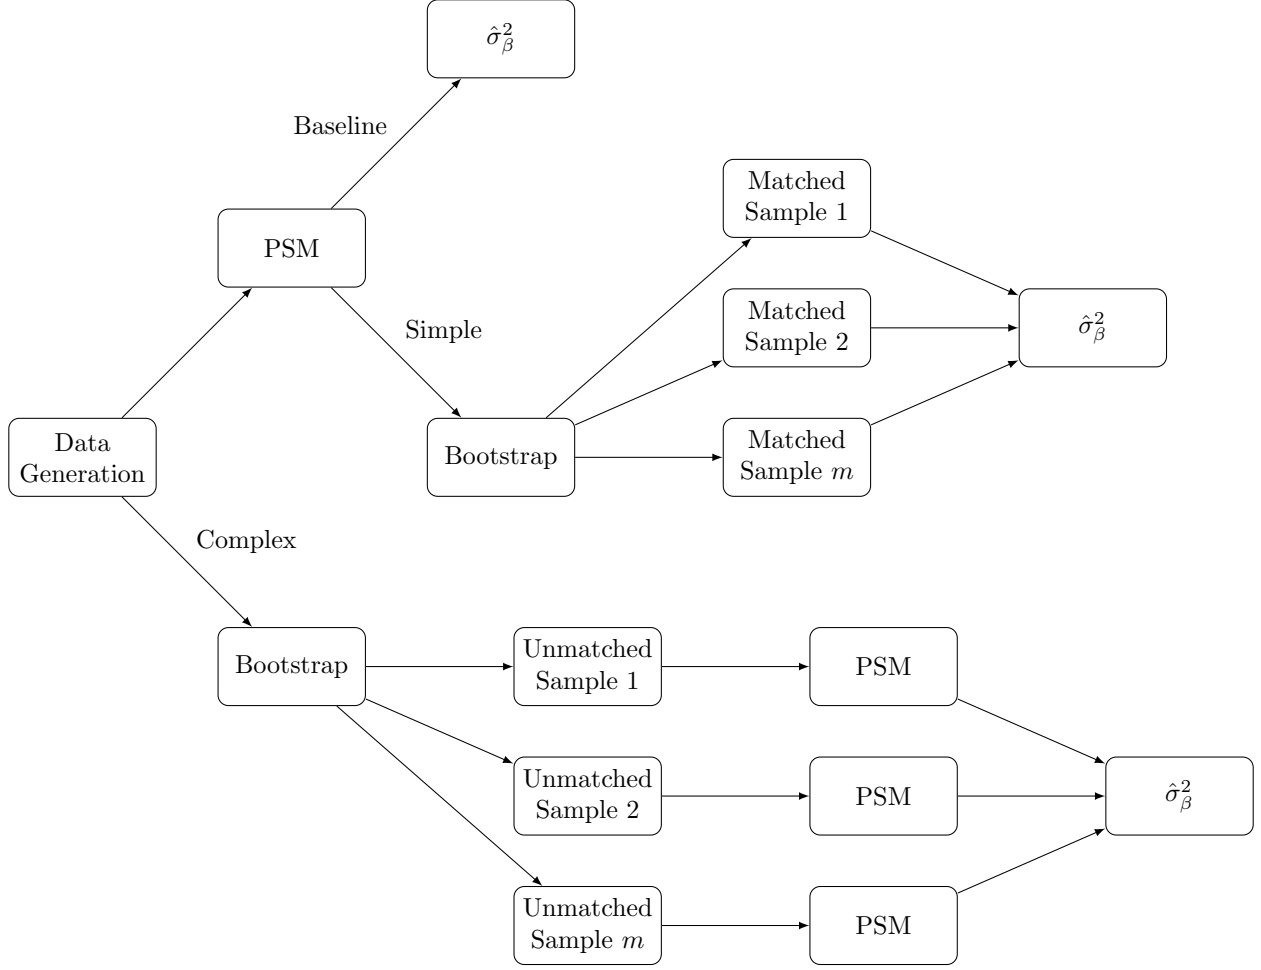 σ̂²_β
Baseline
Matched
Sample 1
PSM
Simple
Matched
Sample 2
σ̂²_β
Data
Generation
Bootstrap
Matched
Sample m
Complex
Bootstrap
Unmatched
Sample 1
PSM
Unmatched
Sample 2
PSM
σ̂²_β
Unmatched
Sample m
PSM